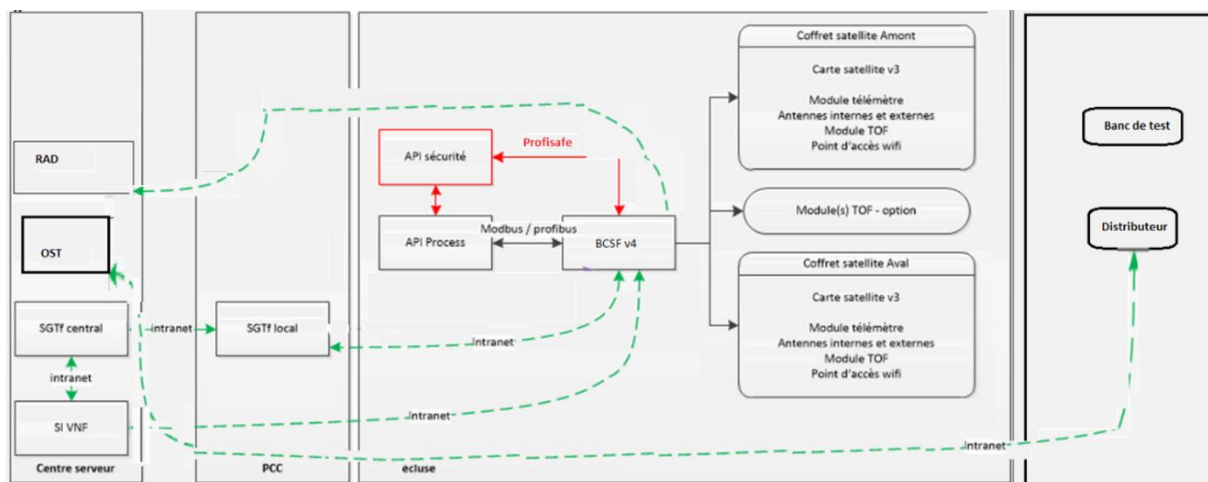 RAD
OST
SGTf central
intranet
SI VNF
Centre serveur
intranet
SGTf local
PCC
API sécurité
Profisafe
API Process
Modbus / profibus
BCSF v4
Intranet
Intranet
écluse
Coffret satellite Amont
Carte satellite v3
Module télémètre
Antennes internes et externes
Module TOF
Point d'accès wifi
Module(s) TOF - option
Coffret satellite Aval
Carte satellite v3
Module télémètre
Antennes internes et externes
Module TOF
Point d'accès wifi
Intranet
Banc de test
Distributeur